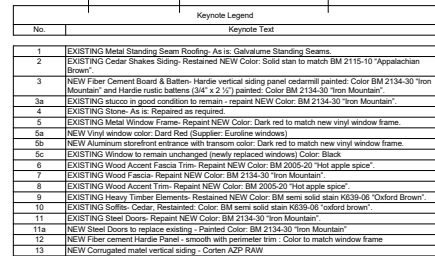 Keynote Legend
No. Keynote Text
1 EXISTING Metal Standing Seam Roofing- As is: Galvalume Standing Seams.
2 EXISTING Cedar Shakes Siding- Restained NEW Color: Solid stan to match BM 2115-10 "Appalachian
Brown".
3 NEW Fiber Cement Board & Batten- Hardie vertical siding panel cedarmill painted: Color BM 2134-30 "Iron
Mountain" and Hardie rustic battens (3/4" x 2 ½") painted: Color BM 2134-30 "Iron Mountain".
3a EXISTING stucco in good condition to remain - repaint NEW Color: BM 2134-30 "Iron Mountain".
4 EXISTING Stone- As is: Repaired as required.
5 EXISTING Metal Window Frame- Repaint NEW Color: Dark red to match new vinyl window frame.
5a NEW Vinyl window color: Dard Red (Supplier: Euroline windows)
5b NEW Aluminum storefront entrance with transom color: Dark red to match new vinyl window frame.
5c EXISTING Window to remain unchanged (newly replaced windows) Color: Black
6 EXISTING Wood Accent Fascia Trim- Repaint NEW Color: BM 2005-20 "Hot apple spice".
7 EXISTING Wood Fascia- Repaint NEW Color: BM 2134-30 "Iron Mountain".
8 EXISTING Wood Accent Trim- Repaint NEW Color: BM 2005-20 "Hot apple spice".
9 EXISTING Heavy Timber Elements- Restained NEW Color: BM semi solid stain K639-06 "Oxford Brown".
10 EXISTING Soffits- Cedar, Restainted: Color: BM semi solid stain K639-06 "oxford brown".
11 EXISTING Steel Doors- Repaint NEW Color: BM 2134-30 "Iron Mountain".
11a NEW Steel Doors to replace existing - Painted Color: BM 2134-30 "Iron Mountain"
12 NEW Fiber cement Hardie Panel - smooth with perimeter trim : Color to match window frame
13 NEW Corrugated matel vertical siding - Corten AZP RAW